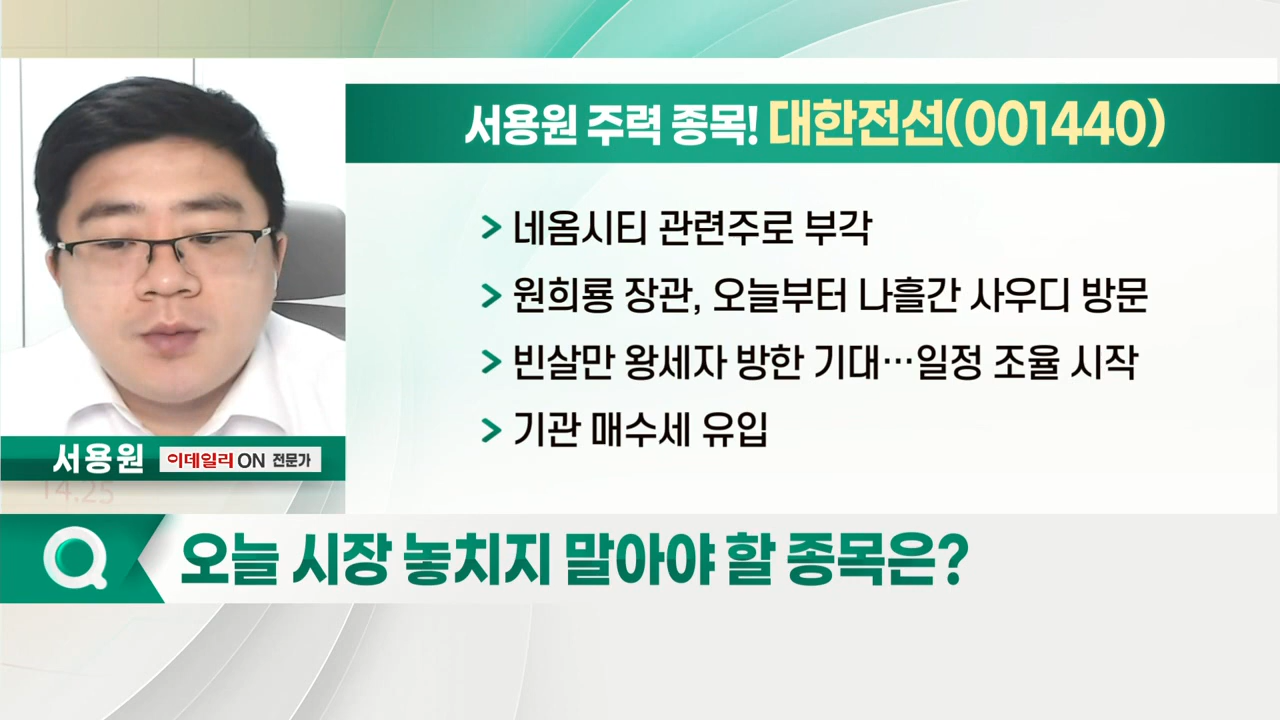 서용원 주력 종목! 대한전선(001440)
> 네옴시티 관련주로 부각
> 원희룡 장관, 오늘부터 나흘간 사우디 방문
> 빈살만 왕세자 방한 기대…일정 조율 시작
> 기관 매수세 유입
서용원 이데일리 ON 전문가
14:25
Q 오늘 시장 놓치지 말아야 할 종목은?